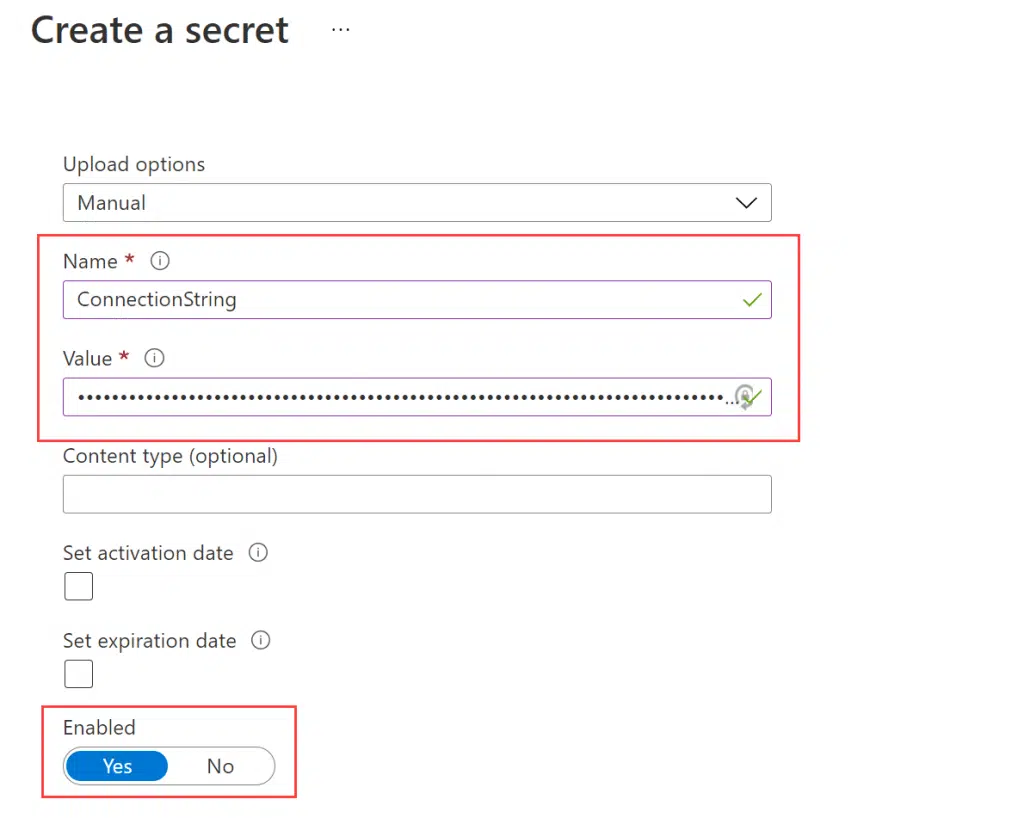 Create a secret ...
Upload options
Manual
Name *
ConnectionString
Value *
••••••••••••••••••••••••••••••••••••••••••••••••••••••••••••••••••••••••••••...
Content type (optional)
Set activation date
Set expiration date
Enabled
Yes No